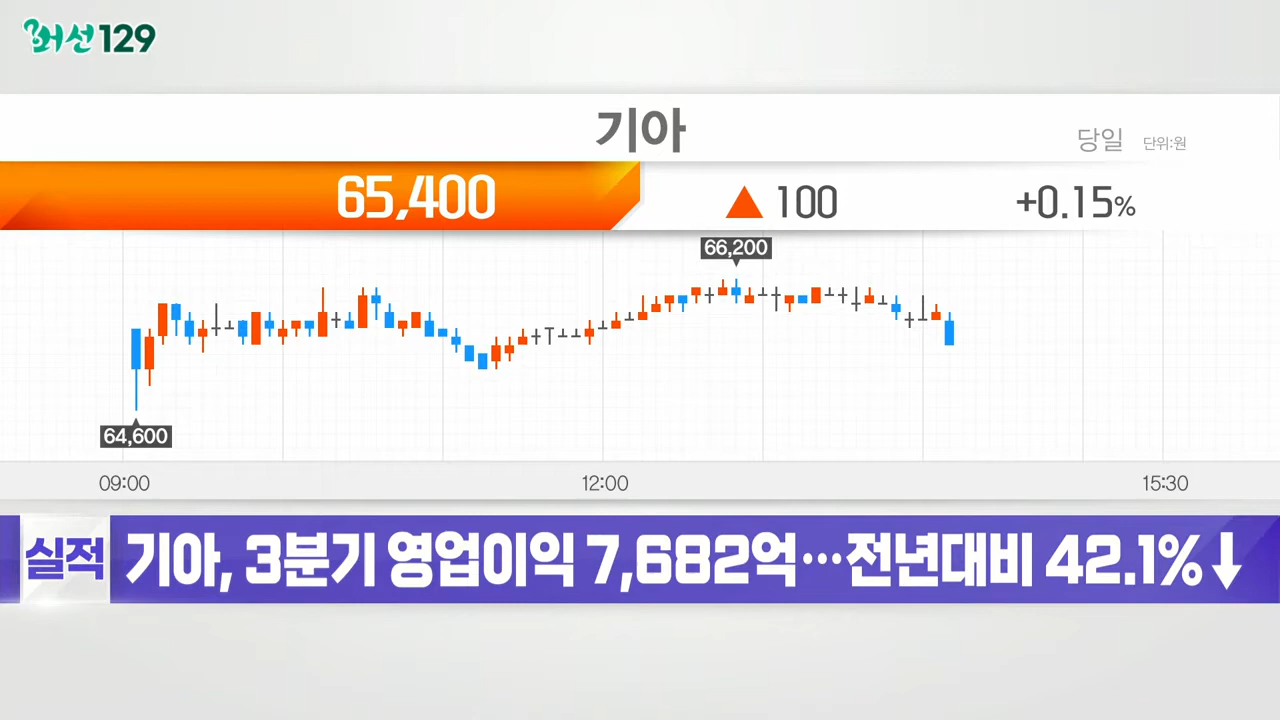 머선129
기아
당일 단위:원
65,400 ▲ 100 +0.15%
66,200
64,600
09:00 12:00 15:30
실적 기아, 3분기 영업이익 7,682억…전년대비 42.1%↓